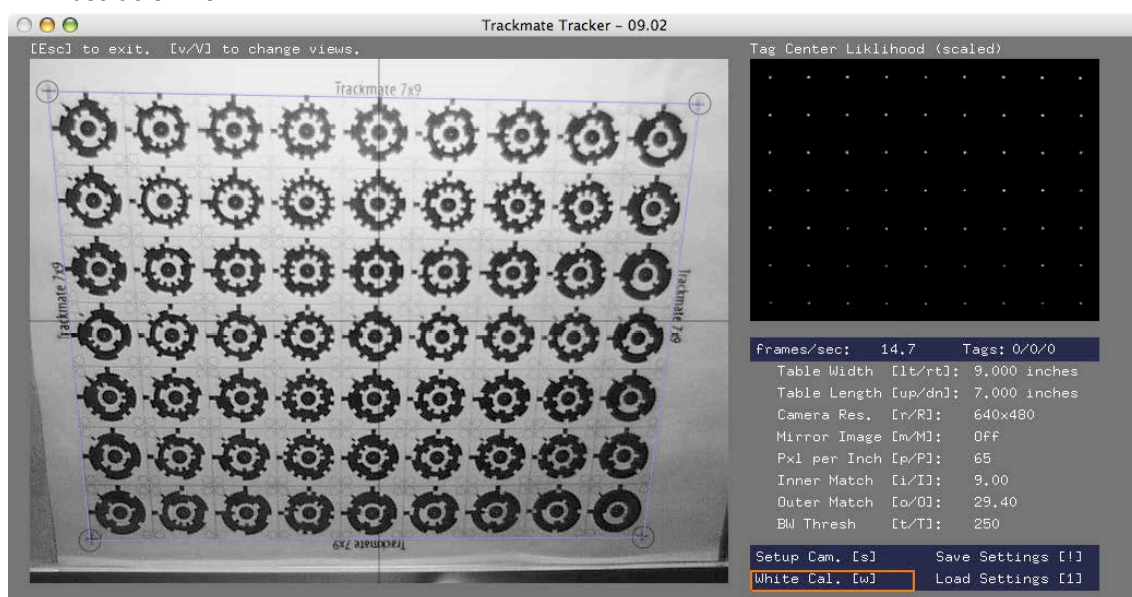 Trackmate Tracker – 09.02
[Esc] to exit. [v/V] to change views.
Tag Center Liklihood (scaled)
Trackmate 7x9
Trackmate 7x9
Trackmate 7x9
Trackmate 7x9
frames/sec: 14.7 Tags: 0/0/0
Table Width [lt/rt]: 9.000 inches
Table Length [up/dn]: 7.000 inches
Camera Res. [r/R]: 640x480
Mirror Image [m/M]: Off
Pxl per Inch [p/P]: 65
Inner Match [i/I]: 9.00
Outer Match [o/O]: 29.40
BW Thresh [t/T]: 250
Setup Cam. [s] Save Settings [!]
White Cal. [w] Load Settings [1]